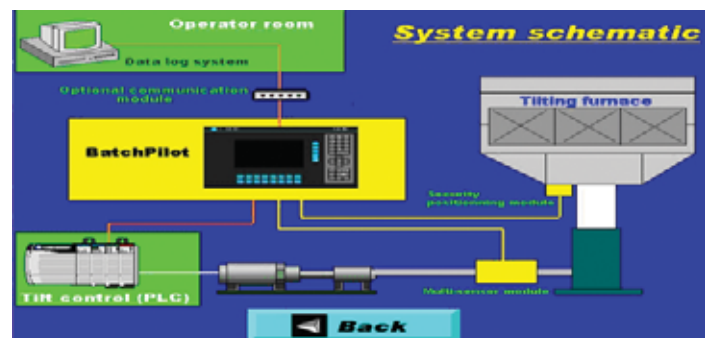 Operator room
System schematic
Data log system
Optional communication
module
Tilting furnace
BatchPilot
Security
positionning module
Tilt control (PLC)
Multi-sensor module
Back